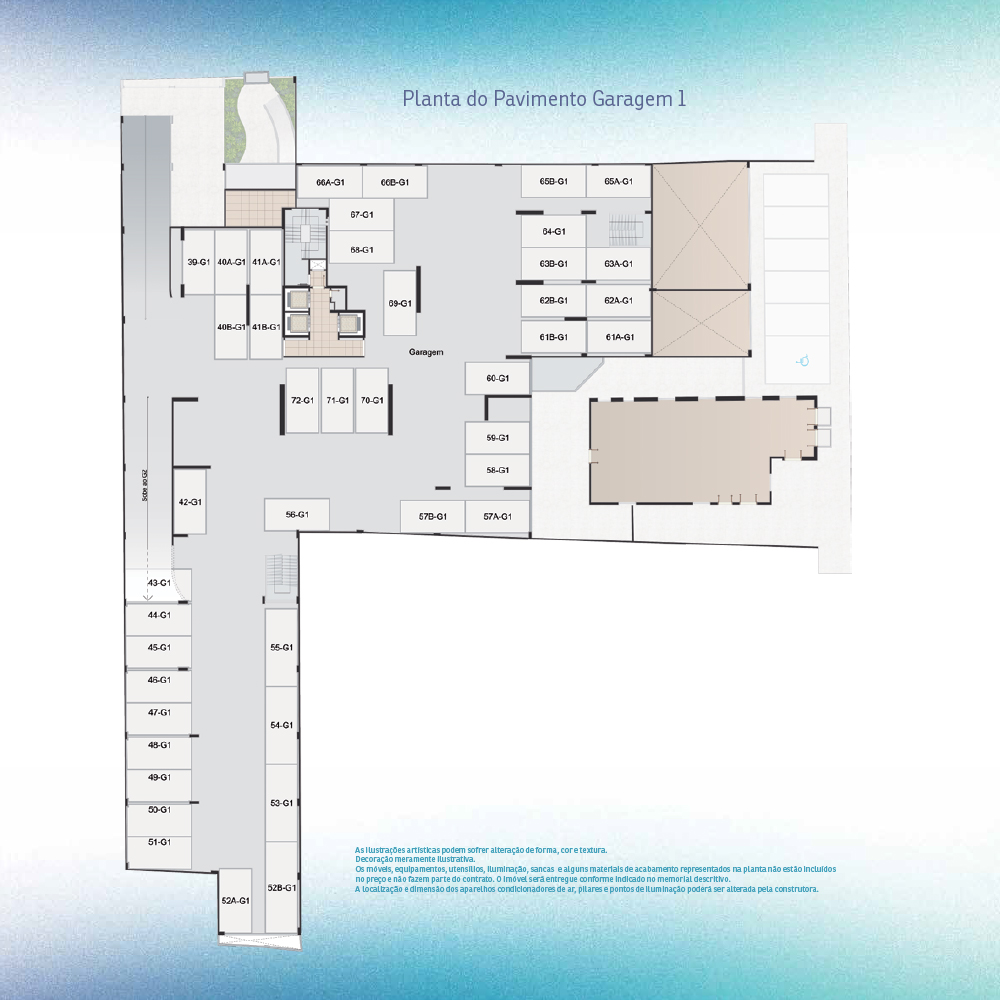 Planta do Pavimento Garagem 1
66A-G1 66B-G1 65B-G1 65A-G1
67-G1
64-G1
68-G1
39-G1 40A-G1 41A-G1 63B-G1 63A-G1
69-G1 62B-G1 62A-G1
40B-G1 41B-G1
61B-G1 61A-G1
Garagem
60-G1
72-G1 71-G1 70-G1
59-G1
58-G1
Sobe ao G2
42-G1
56-G1 57B-G1 57A-G1
43-G1
44-G1
45-G1 55-G1
46-G1
47-G1
54-G1
48-G1
49-G1
53-G1
50-G1
51-G1
52B-G1
52A-G1
As ilustrações artísticas podem sofrer alteração de forma, cor e textura.
Decoração meramente ilustrativa.
Os móveis, equipamentos, utensílios, iluminação, sancas e alguns materiais de acabamento representados na planta não estão incluídos
no preço e não fazem parte do contrato. O imóvel será entregue conforme indicado no memorial descritivo.
A localização e dimensão dos aparelhos condicionadores de ar, pilares e pontos de iluminação poderá ser alterada pela construtora.